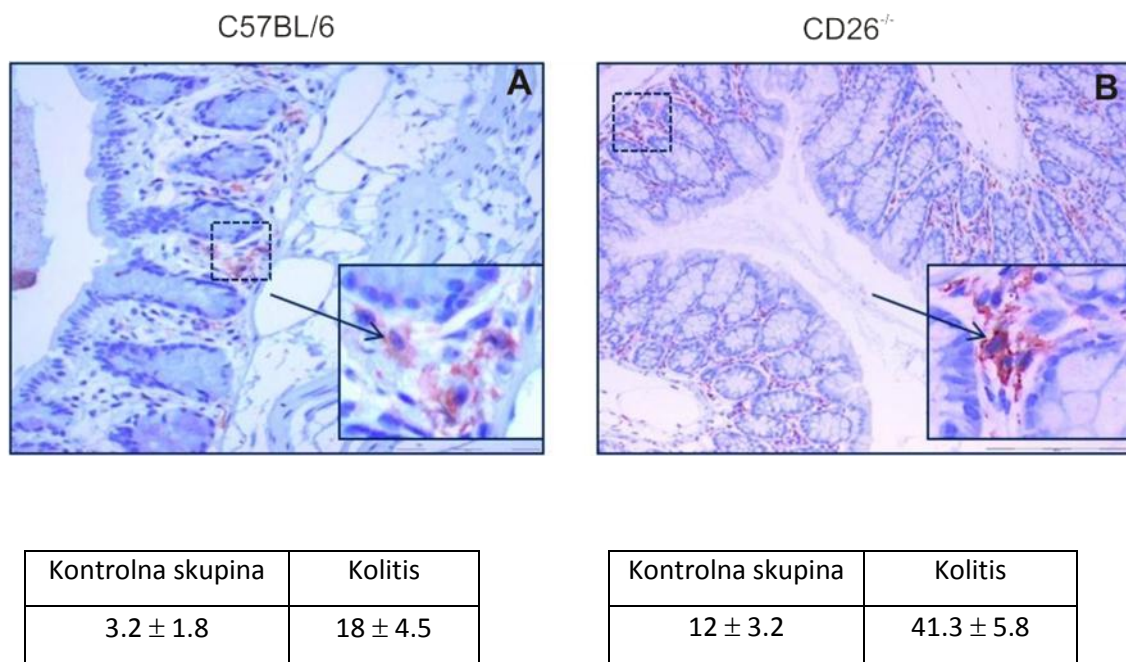 C57BL/6 CD26-/-
A B
Kontrolna skupina Kolitis Kontrolna skupina Kolitis
3.2 ± 1.8 18 ± 4.5 12 ± 3.2 41.3 ± 5.8